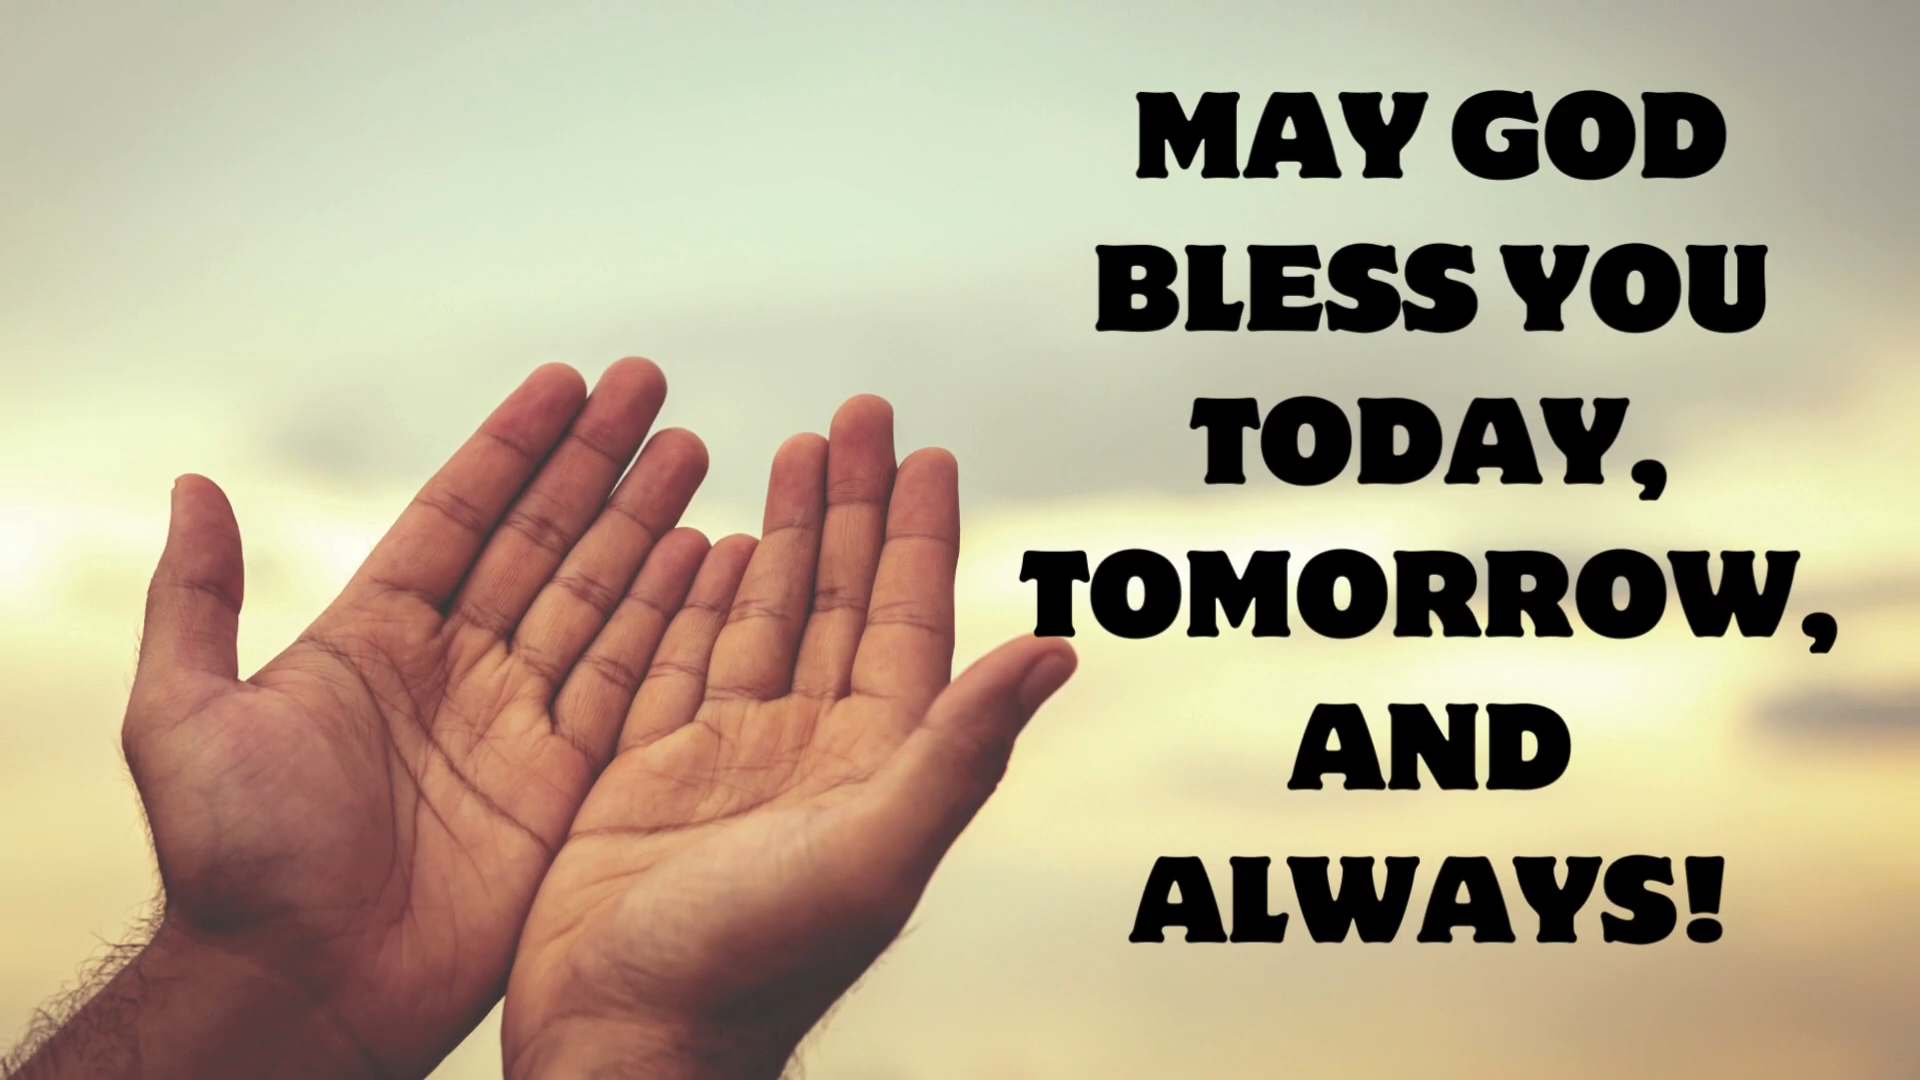 MAY GOD
BLESS YOU
TODAY,
TOMORROW,
AND
ALWAYS!